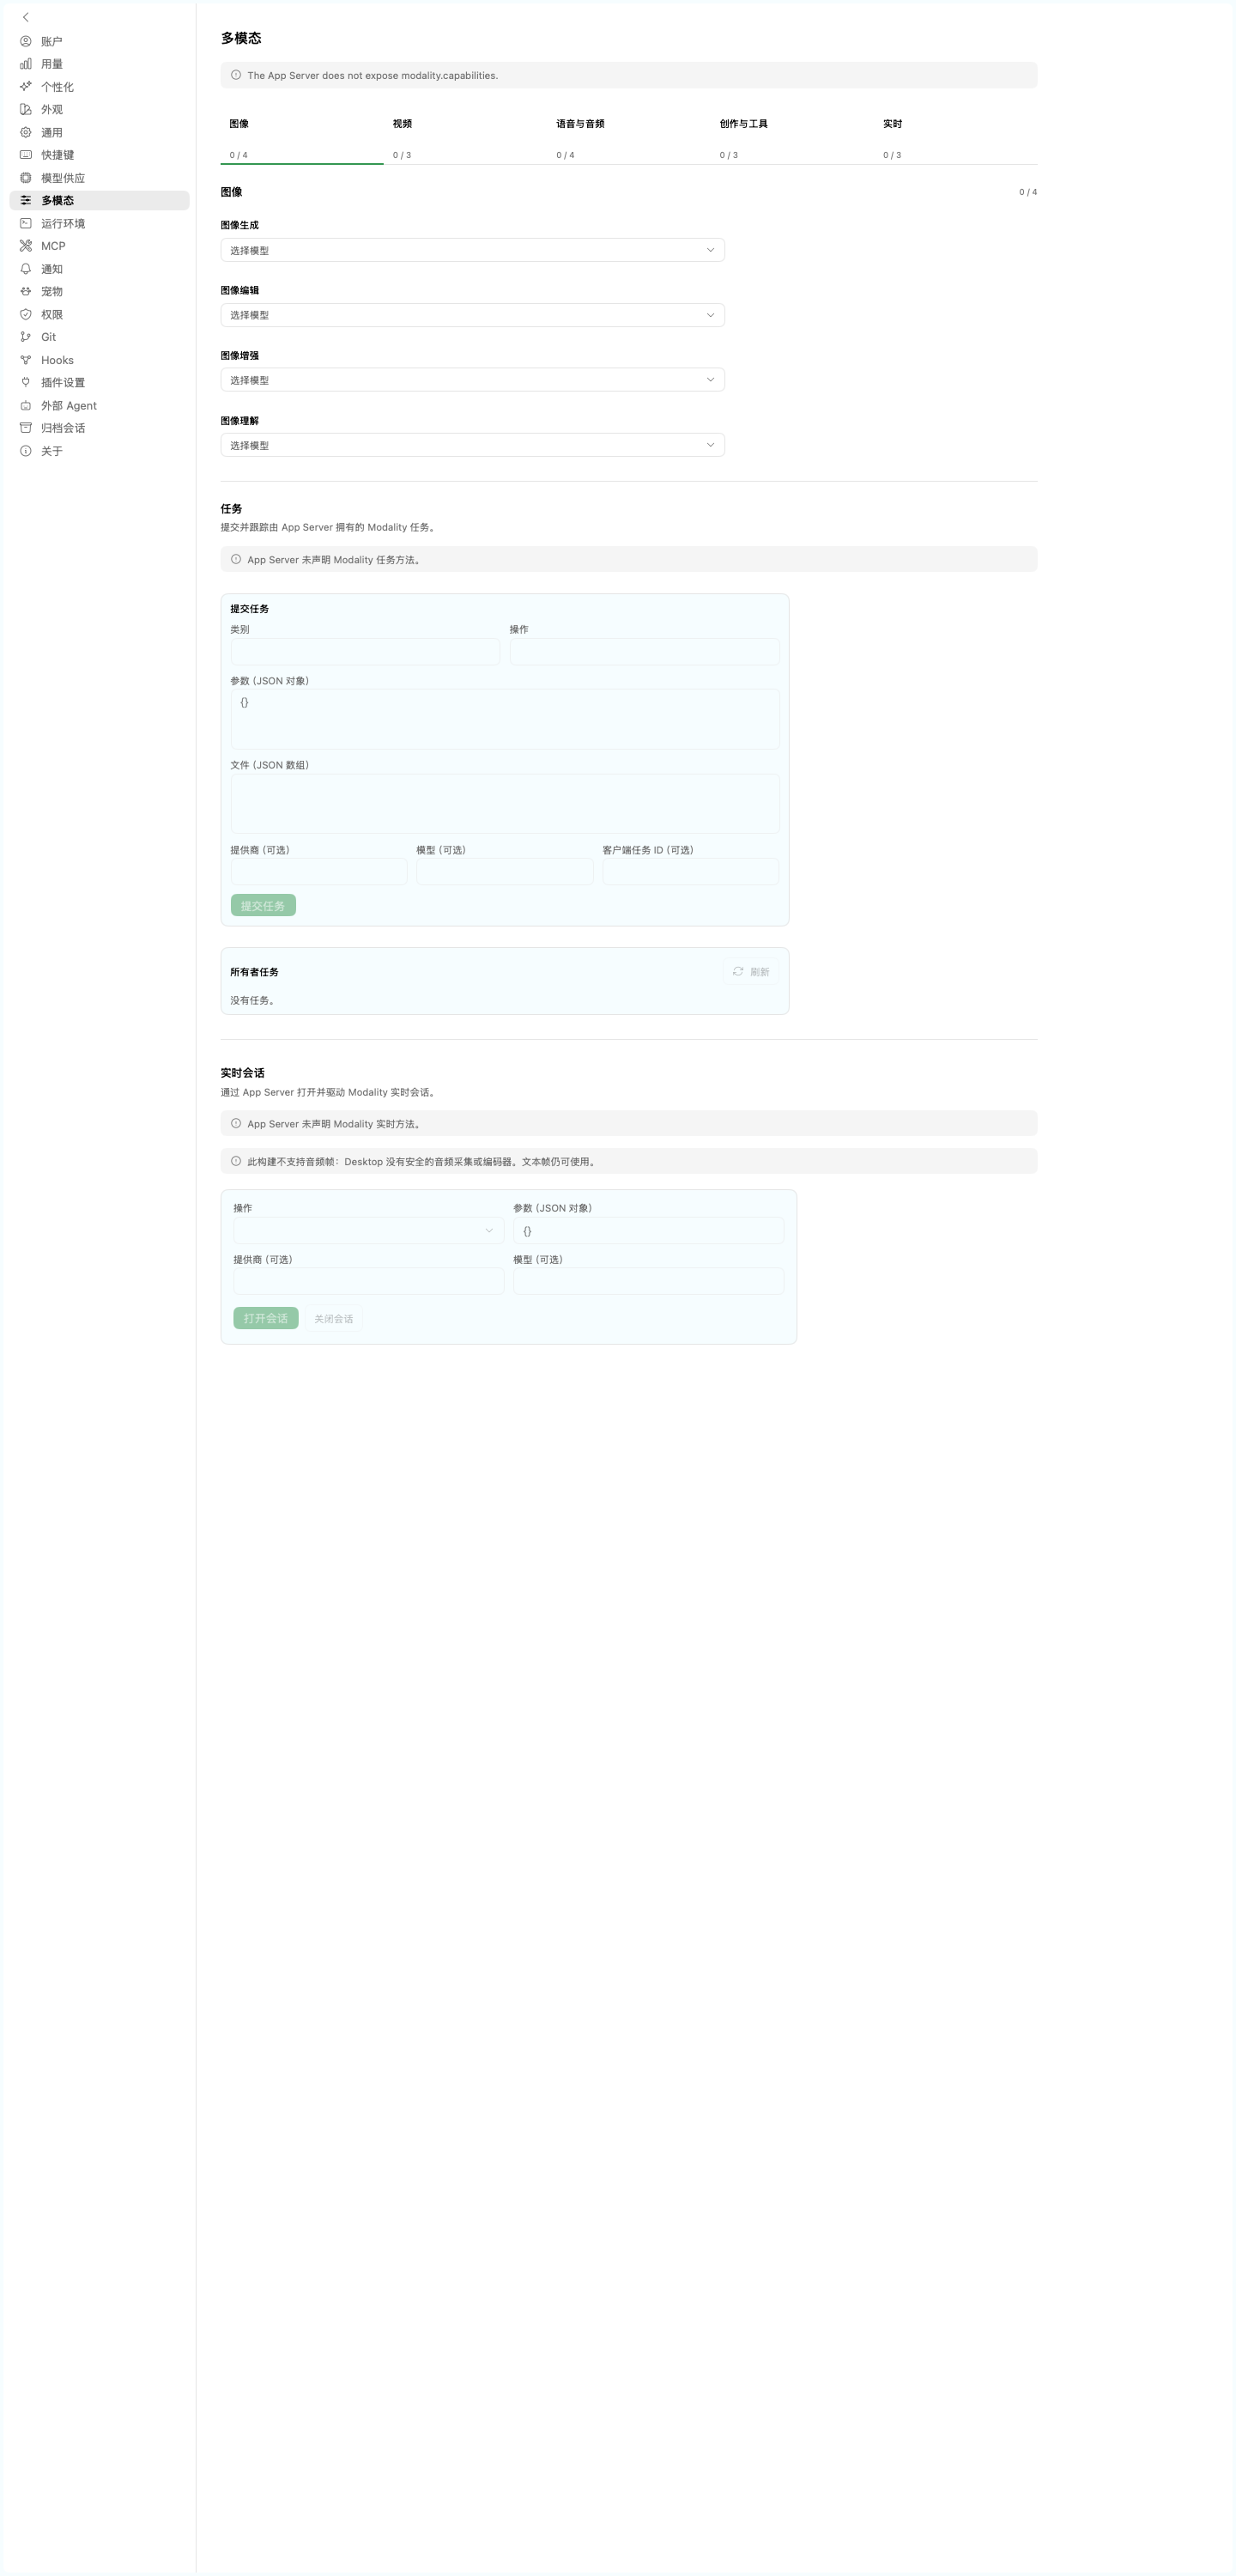 账户
用量
个性化
外观
通用
快捷键
模型供应
多模态
运行环境
MCP
通知
宠物
权限
Git
Hooks
插件设置
外部 Agent
归档会话
关于
多模态
The App Server does not expose modality.capabilities.
图像 视频 语音与音频 创作与工具 实时
0 / 4 0 / 3 0 / 4 0 / 3 0 / 3
图像 0 / 4
图像生成
选择模型
图像编辑
选择模型
图像增强
选择模型
图像理解
选择模型
任务
提交并跟踪由 App Server 拥有的 Modality 任务。
App Server 未声明 Modality 任务方法。
提交任务
类别 操作
参数 (JSON 对象)
{}
文件 (JSON 数组)
提供商 (可选) 模型 (可选) 客户端任务 ID (可选)
提交任务
所有者任务 刷新
没有任务。
实时会话
通过 App Server 打开并驱动 Modality 实时会话。
App Server 未声明 Modality 实时方法。
此构建不支持音频帧：Desktop 没有安全的音频采集或编码器。文本帧仍可使用。
操作 参数 (JSON 对象)
{}
提供商 (可选) 模型 (可选)
打开会话 关闭会话